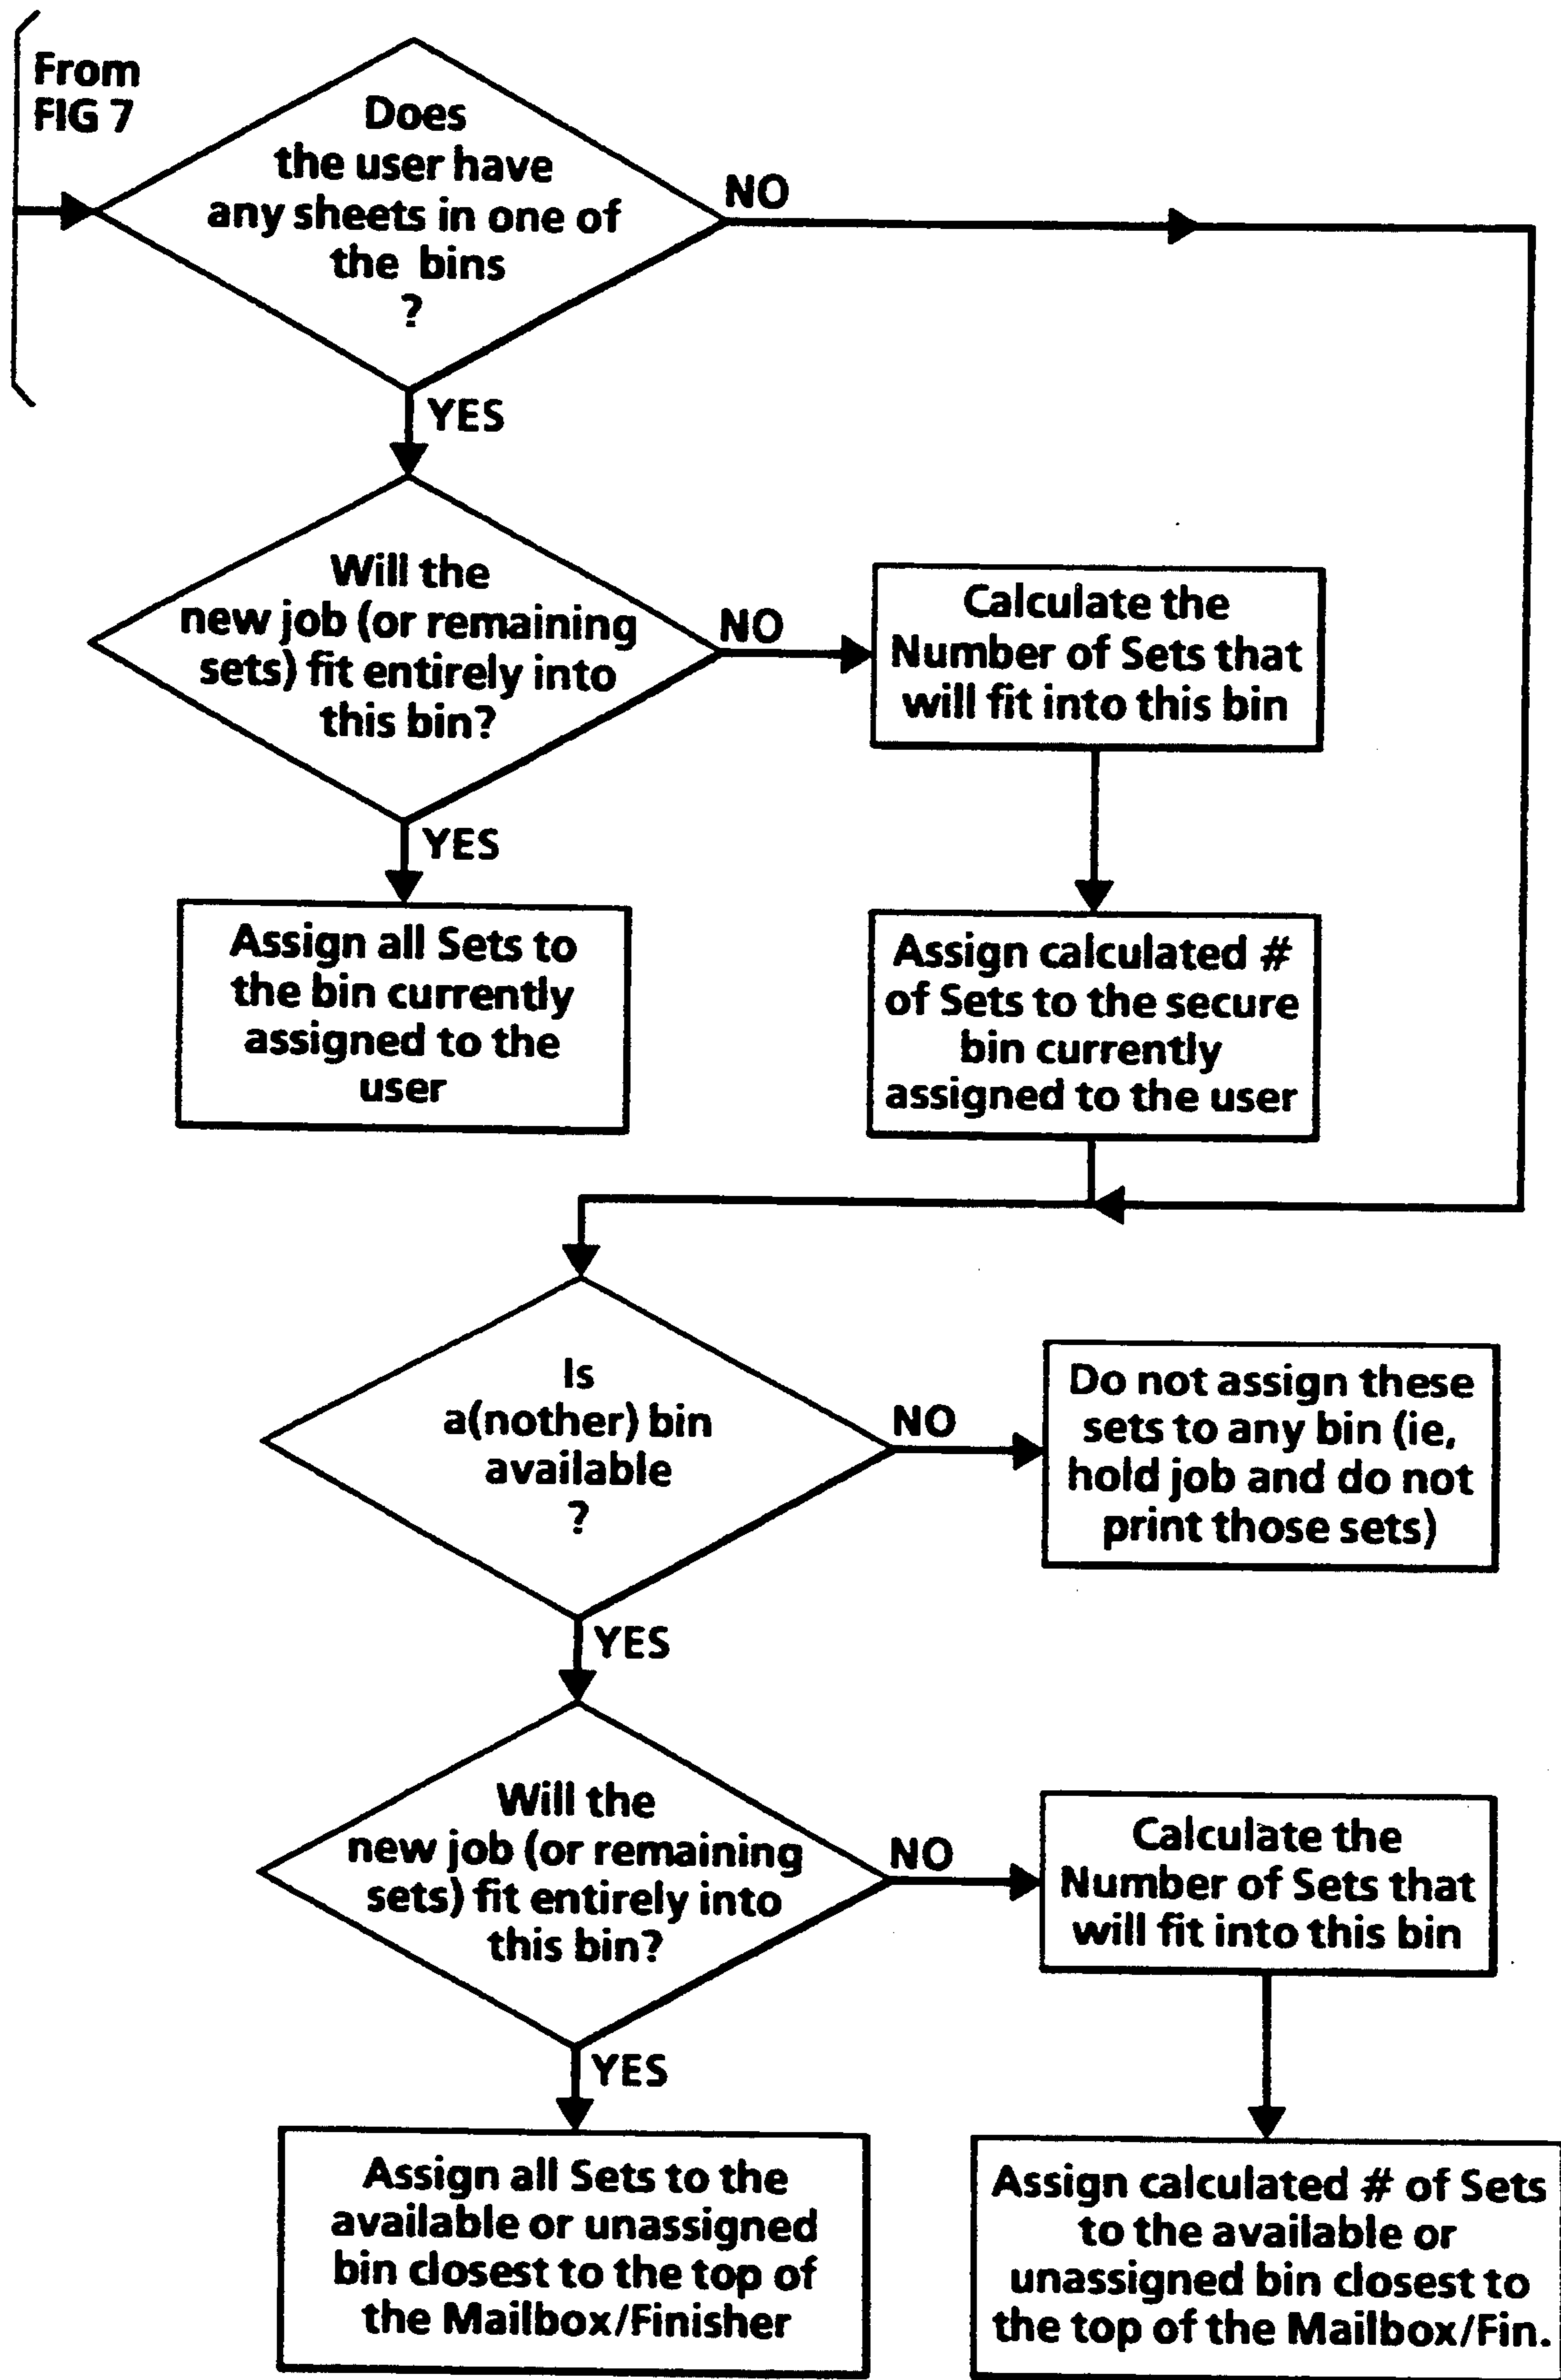 From
FIG 7
Does
the user have
any sheets in one of
the bins
?
NO
YES
Will the
new job (or remaining
sets) fit entirely into
this bin?
NO
Calculate the
Number of Sets that
will fit into this bin
YES
Assign all Sets to
the bin currently
assigned to the
user
Assign calculated #
of Sets to the secure
bin currently
assigned to the user
Is
a(nother) bin
available
?
NO
Do not assign these
sets to any bin (ie,
hold job and do not
print those sets)
YES
Will the
new job (or remaining
sets) fit entirely into
this bin?
NO
Calculate the
Number of Sets that
will fit into this bin
YES
Assign all Sets to the
available or unassigned
bin closest to the top of
the Mailbox/Finisher
Assign calculated # of Sets
to the available or
unassigned bin closest to
the top of the Mailbox/Fin.